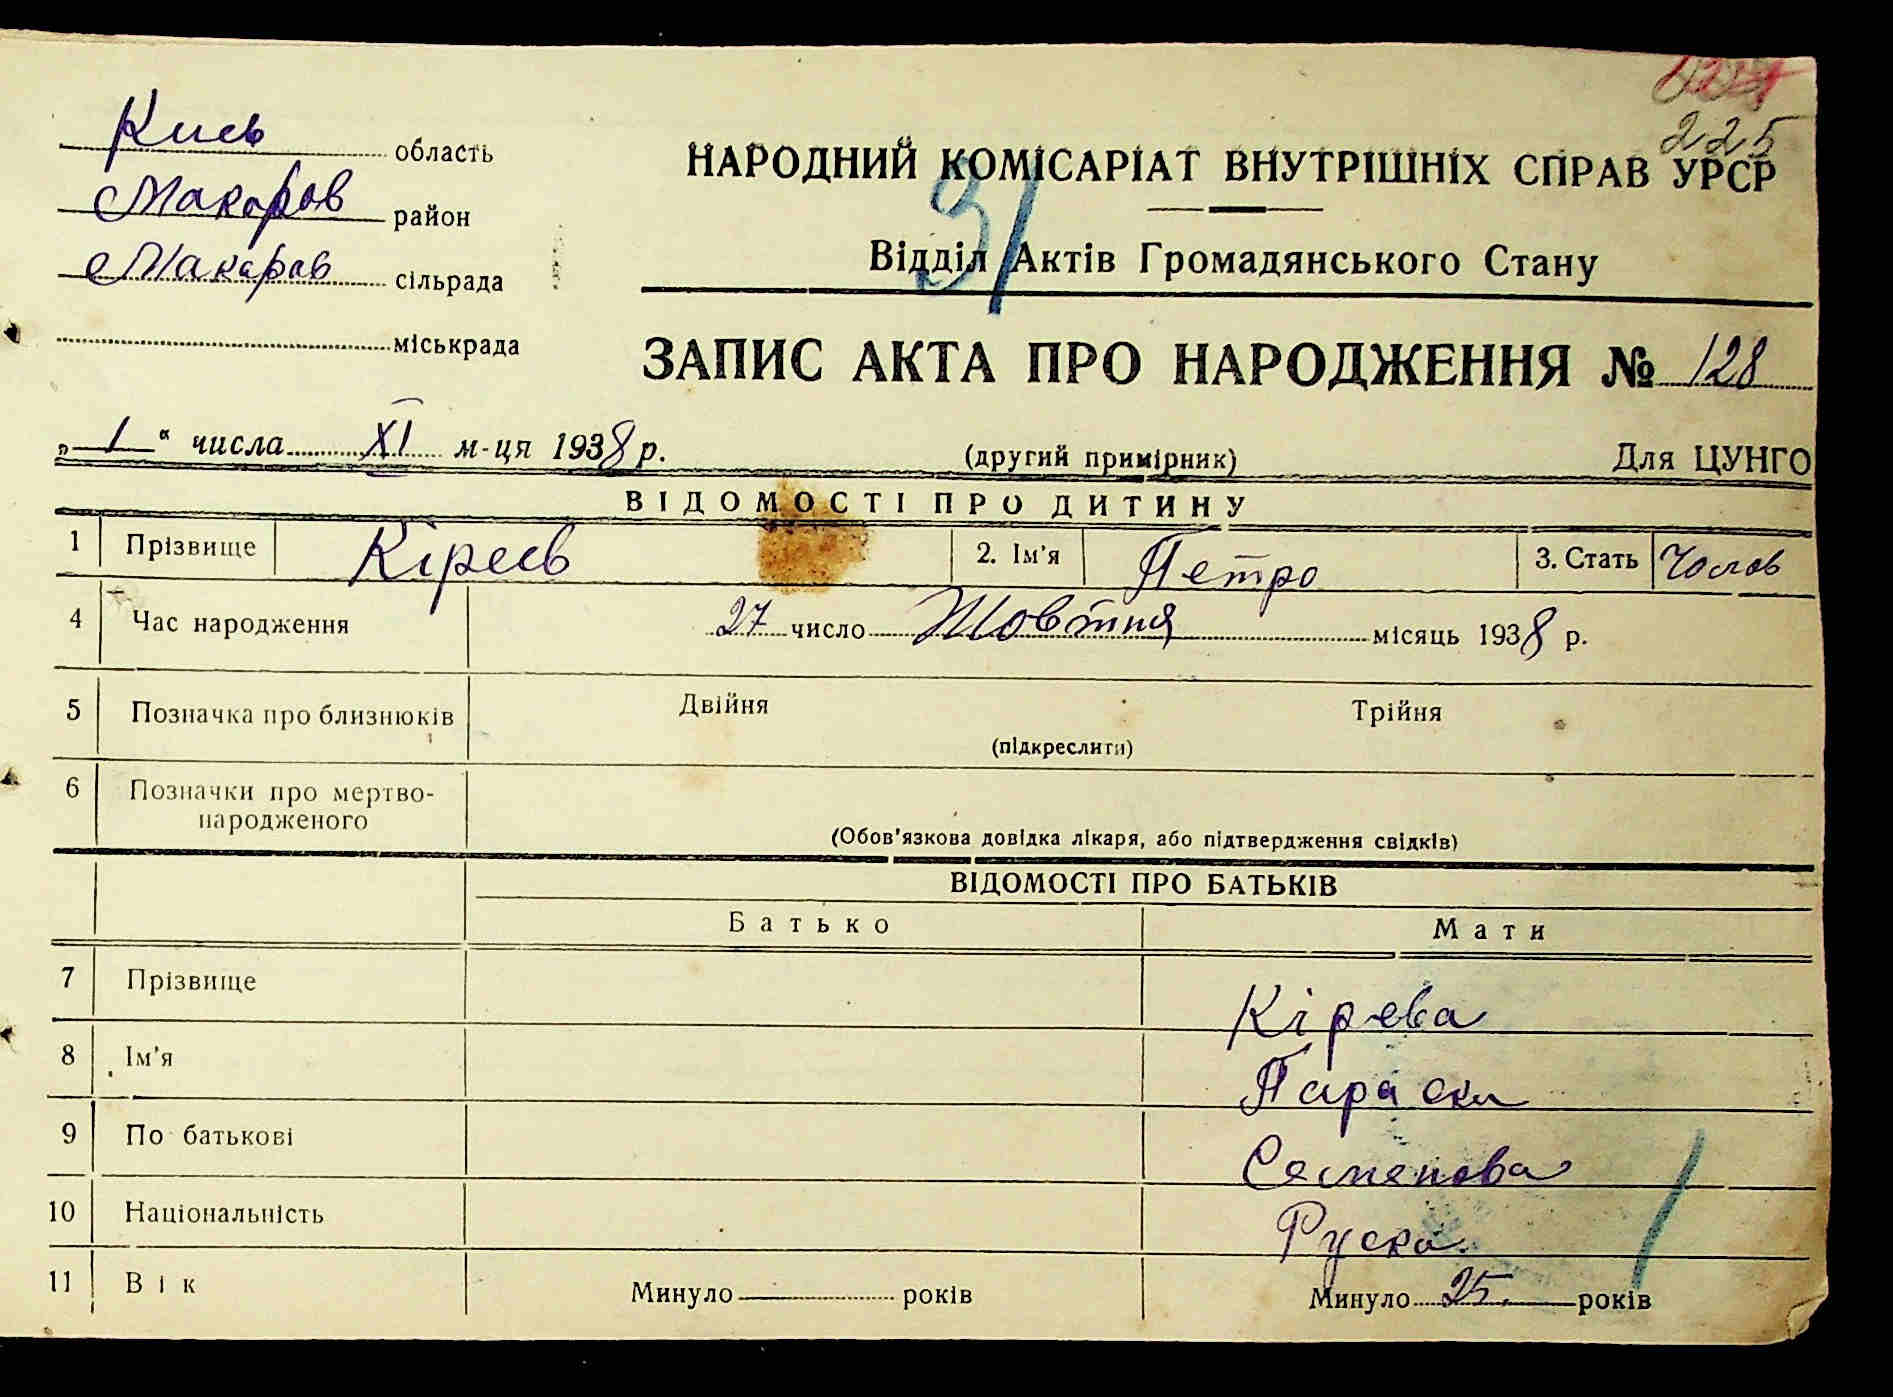 225
Киев область
Макаров район
Макаров сільрада
міськрада
НАРОДНИЙ КОМІСАРІАТ ВНУТРІШНІХ СПРАВ УРСР
31
Відділ Актів Громадянського Стану
ЗАПИС АКТА ПРО НАРОДЖЕННЯ № 128
„1“ числа XI м-ця 1938 р.
(другий примірник)
Для ЦУНГО
ВІДОМОСТІ ПРО ДИТИНУ
1 Прізвище Кіреев 2. Ім'я Петро 3. Стать Чолов
4 Час народження 27 число Жовтня місяць 1938 р.
5 Позначка про близнюків Двійня Трійня
(підкреслити)
6 Позначки про мертво-
народженого
(Обов'язкова довідка лікаря, або підтвердження свідків)
ВІДОМОСТІ ПРО БАТЬКІВ
Батько Мати
7 Прізвище Кірева
8 Ім'я Параски
9 По батькові Семенова
10 Національність Руска
11 Вік Минуло років Минуло 25 років